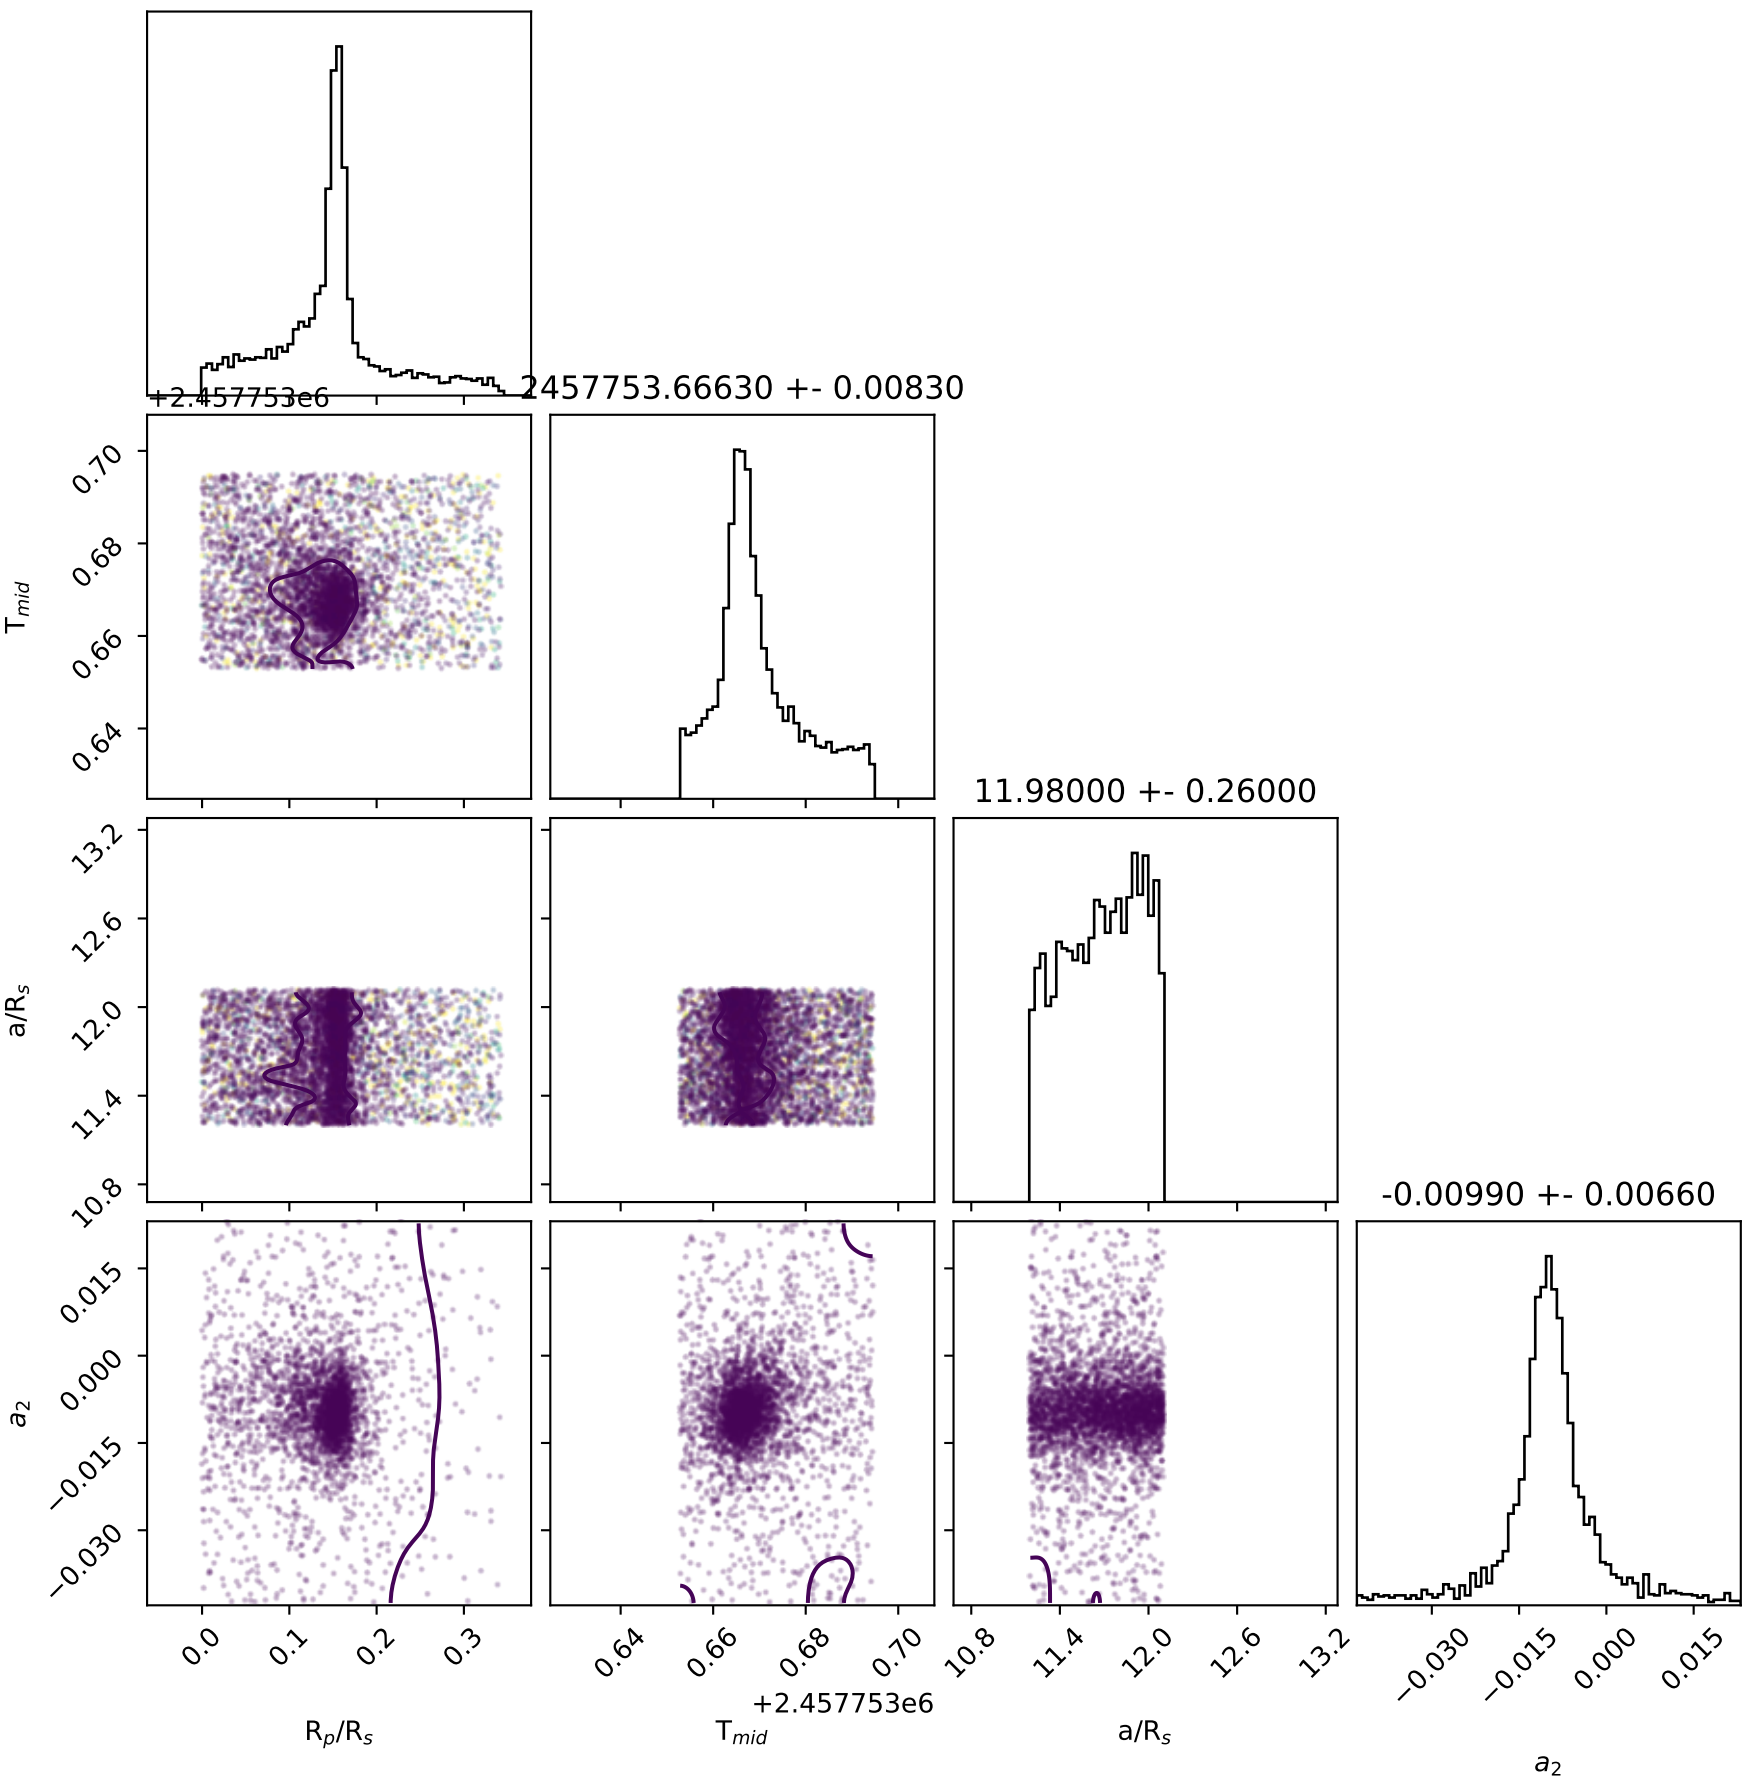 +2.457753e6
2457753.66630 +- 0.00830
0.70
0.68
0.66
0.64
T_mid
11.98000 +- 0.26000
13.2
12.6
12.0
11.4
10.8
a/R_s
-0.00990 +- 0.00660
0.015
0.000
−0.015
−0.030
a_2
0.0 0.1 0.2 0.3
0.64 0.66 0.68 0.70
10.8 11.4 12.0 12.6 13.2
−0.030 −0.015 0.000 0.015
+2.457753e6
R_p/R_s
T_mid
a/R_s
a_2